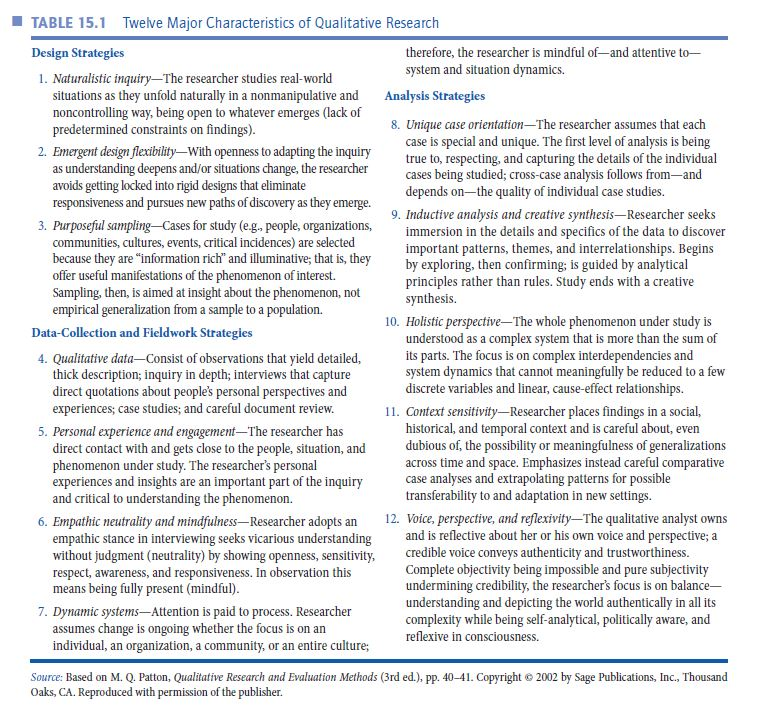 TABLE 15.1 Twelve Major Characteristics of Qualitative Research
Design Strategies
1. Naturalistic inquiry—The researcher studies real-world
situations as they unfold naturally in a nonmanipulative and
noncontrolling way, being open to whatever emerges (lack of
predetermined constraints on findings).
2. Emergent design flexibility—With openness to adapting the inquiry
as understanding deepens and/or situations change, the researcher
avoids getting locked into rigid designs that eliminate
responsiveness and pursues new paths of discovery as they emerge.
3. Purposeful sampling—Cases for study (e.g., people, organizations,
communities, cultures, events, critical incidences) are selected
because they are “information rich” and illuminative; that is, they
offer useful manifestations of the phenomenon of interest.
Sampling, then, is aimed at insight about the phenomenon, not
empirical generalization from a sample to a population.
Data-Collection and Fieldwork Strategies
4. Qualitative data—Consist of observations that yield detailed,
thick description; inquiry in depth; interviews that capture
direct quotations about people’s personal perspectives and
experiences; case studies; and careful document review.
5. Personal experience and engagement—The researcher has
direct contact with and gets close to the people, situation, and
phenomenon under study. The researcher’s personal
experiences and insights are an important part of the inquiry
and critical to understanding the phenomenon.
6. Empathic neutrality and mindfulness—Researcher adopts an
empathic stance in interviewing seeks vicarious understanding
without judgment (neutrality) by showing openness, sensitivity,
respect, awareness, and responsiveness. In observation this
means being fully present (mindful).
7. Dynamic systems—Attention is paid to process. Researcher
assumes change is ongoing whether the focus is on an
individual, an organization, a community, or an entire culture;
therefore, the researcher is mindful of—and attentive to—
system and situation dynamics.
Analysis Strategies
8. Unique case orientation—The researcher assumes that each
case is special and unique. The first level of analysis is being
true to, respecting, and capturing the details of the individual
cases being studied; cross-case analysis follows from—and
depends on—the quality of individual case studies.
9. Inductive analysis and creative synthesis—Researcher seeks
immersion in the details and specifics of the data to discover
important patterns, themes, and interrelationships. Begins
by exploring, then confirming; is guided by analytical
principles rather than rules. Study ends with a creative
synthesis.
10. Holistic perspective—The whole phenomenon under study is
understood as a complex system that is more than the sum of
its parts. The focus is on complex interdependencies and
system dynamics that cannot meaningfully be reduced to a few
discrete variables and linear, cause-effect relationships.
11. Context sensitivity—Researcher places findings in a social,
historical, and temporal context and is careful about, even
dubious of, the possibility or meaningfulness of generalizations
across time and space. Emphasizes instead careful comparative
case analyses and extrapolating patterns for possible
transferability to and adaptation in new settings.
12. Voice, perspective, and reflexivity—The qualitative analyst owns
and is reflective about her or his own voice and perspective; a
credible voice conveys authenticity and trustworthiness.
Complete objectivity being impossible and pure subjectivity
undermining credibility, the researcher’s focus is on balance—
understanding and depicting the world authentically in all its
complexity while being self-analytical, politically aware, and
reflexive in consciousness.
Source: Based on M. Q. Patton, Qualitative Research and Evaluation Methods (3rd ed.), pp. 40–41. Copyright © 2002 by Sage Publications, Inc., Thousand
Oaks, CA. Reproduced with permission of the publisher.